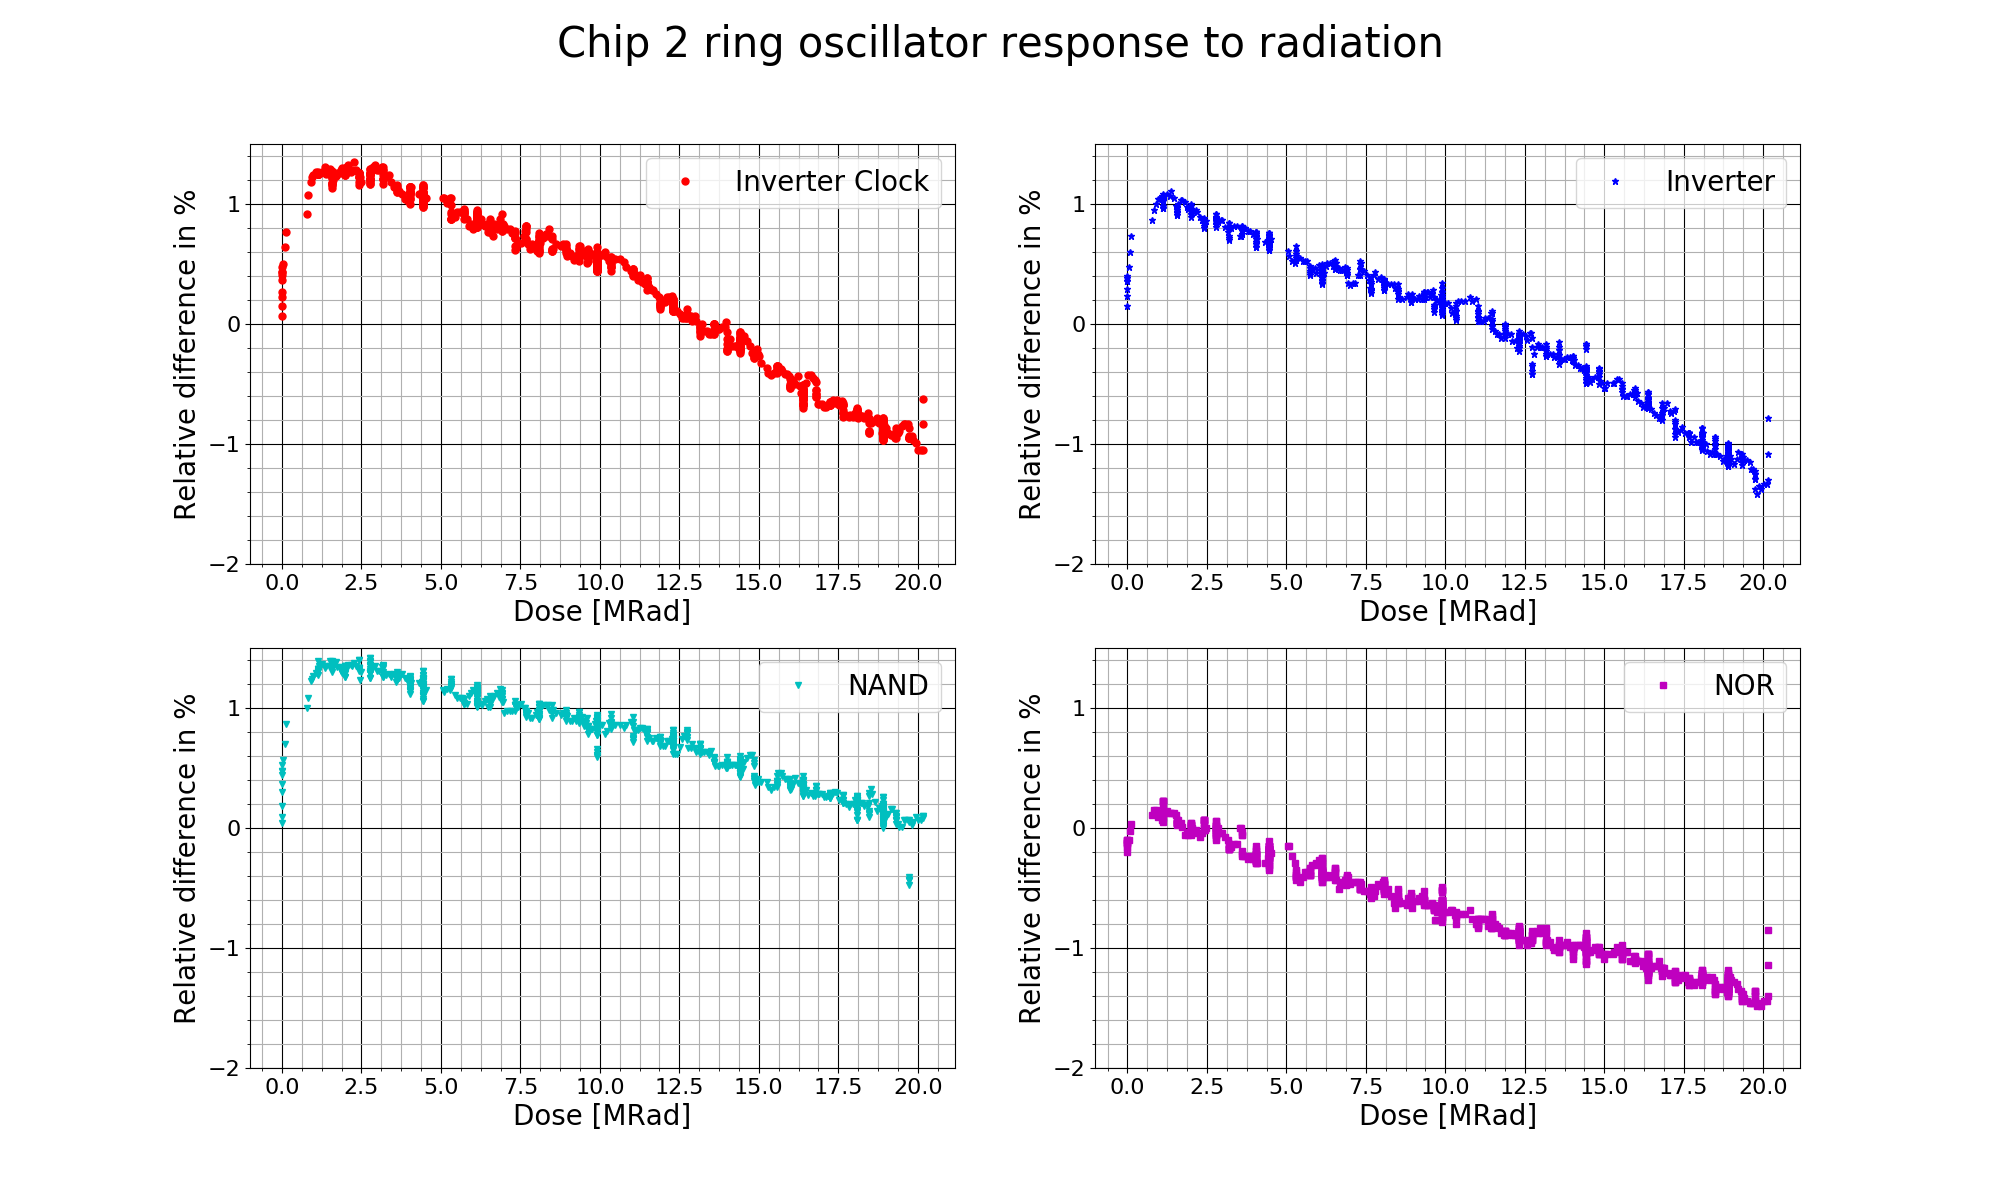 Chip 2 ring oscillator response to radiation
Relative difference in %
1
0
−1
−2
Inverter Clock
0.0 2.5 5.0 7.5 10.0 12.5 15.0 17.5 20.0
Dose [MRad]
Relative difference in %
1
0
−1
−2
Inverter
0.0 2.5 5.0 7.5 10.0 12.5 15.0 17.5 20.0
Dose [MRad]
Relative difference in %
1
0
−1
−2
NAND
0.0 2.5 5.0 7.5 10.0 12.5 15.0 17.5 20.0
Dose [MRad]
Relative difference in %
1
0
−1
−2
NOR
0.0 2.5 5.0 7.5 10.0 12.5 15.0 17.5 20.0
Dose [MRad]